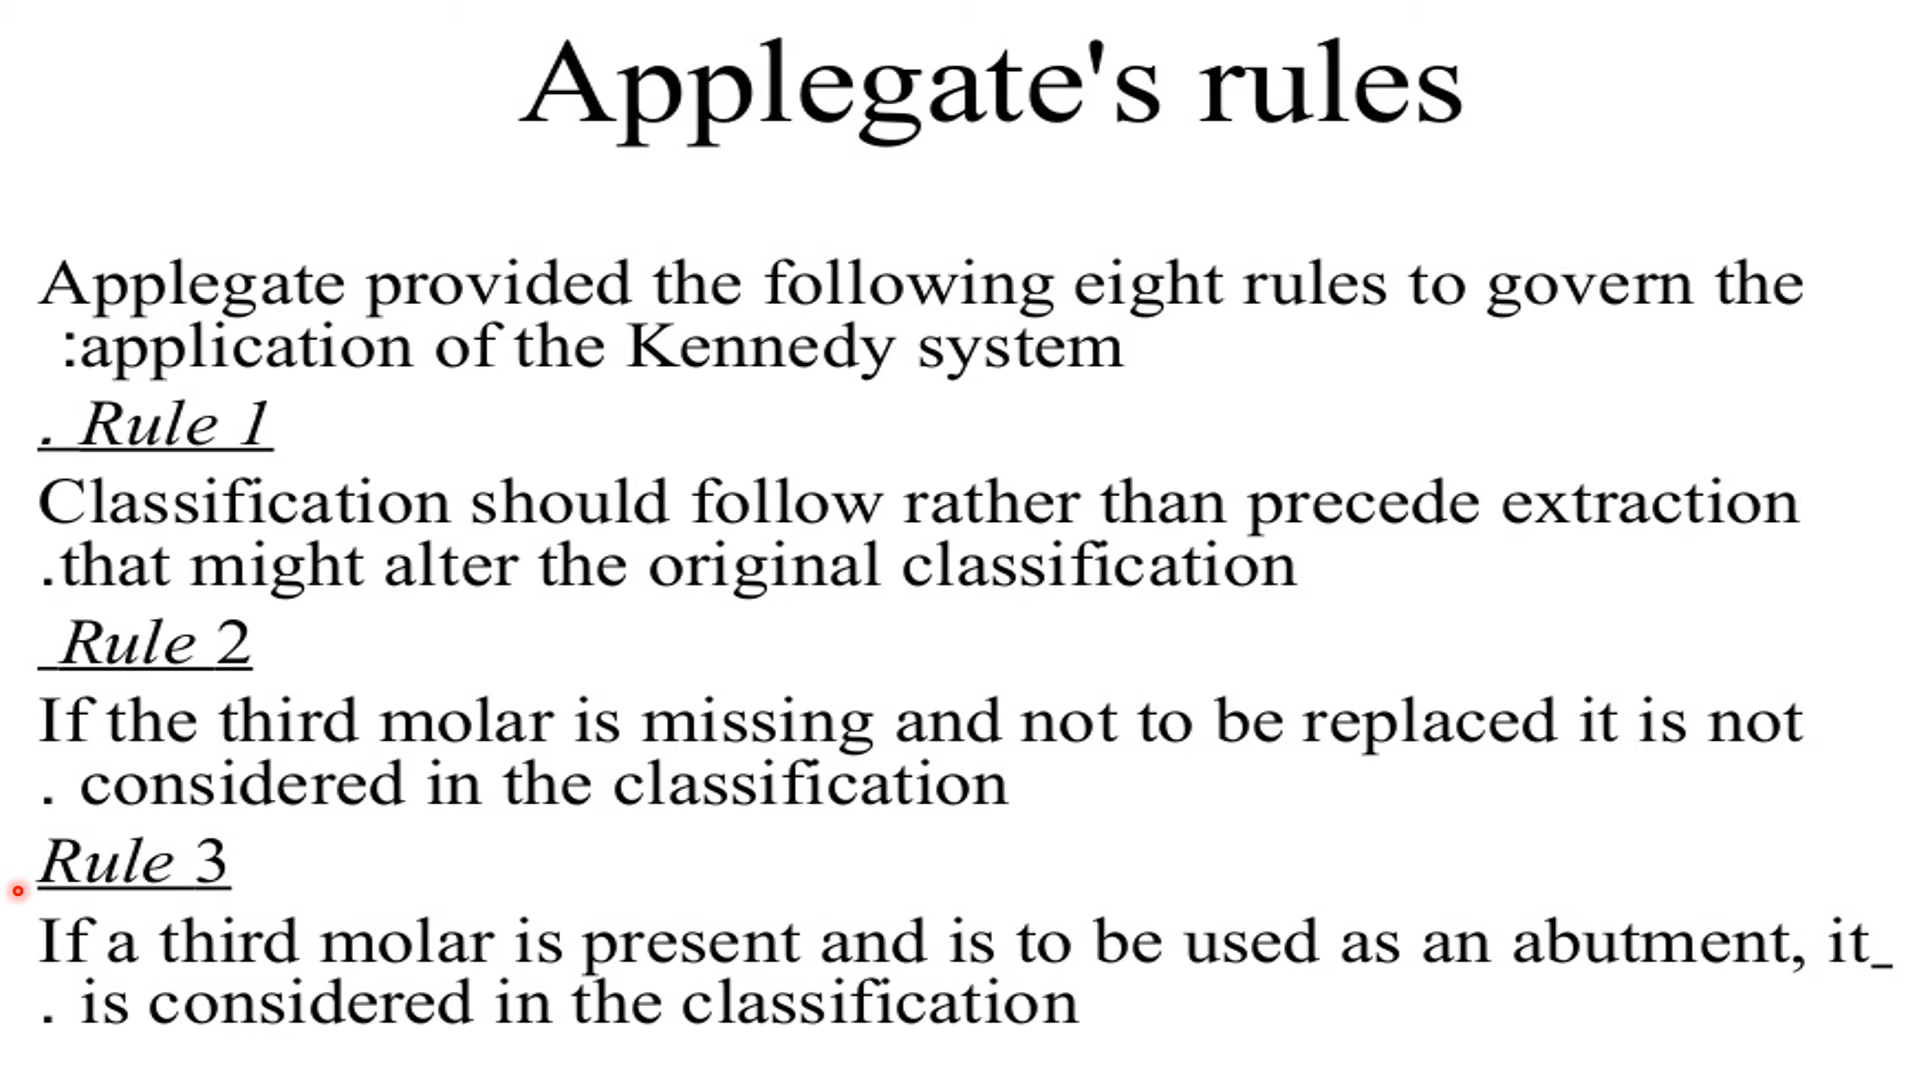 Applegate's rules
Applegate provided the following eight rules to govern the
:application of the Kennedy system
. Rule 1
Classification should follow rather than precede extraction
.that might alter the original classification
_Rule 2
If the third molar is missing and not to be replaced it is not
. considered in the classification
Rule 3
If a third molar is present and is to be used as an abutment, it_
. is considered in the classification